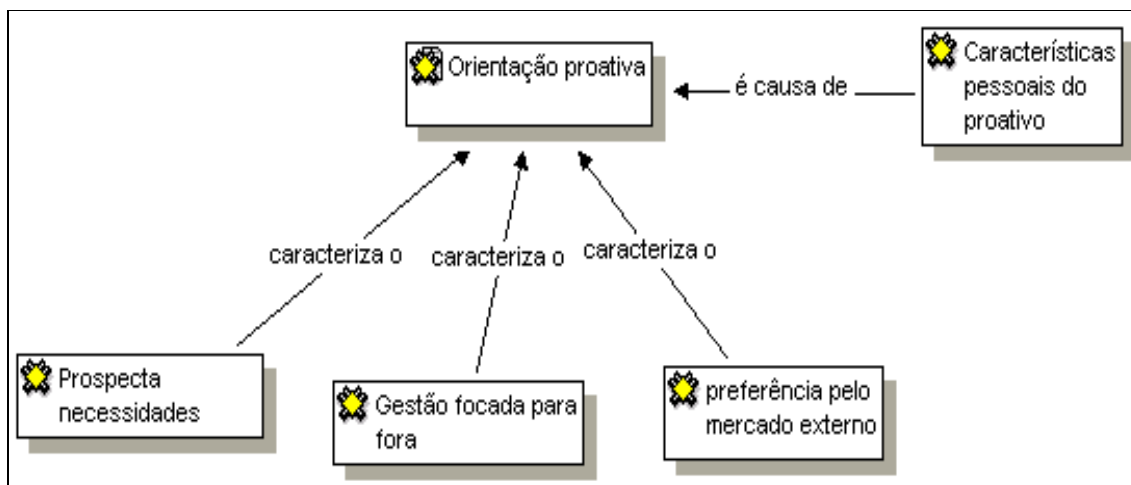 Orientação proativa
Características
pessoais do
proativo
é causa de
caracteriza o
caracteriza o
caracteriza o
Prospecta
necessidades
Gestão focada para
fora
preferência pelo
mercado externo